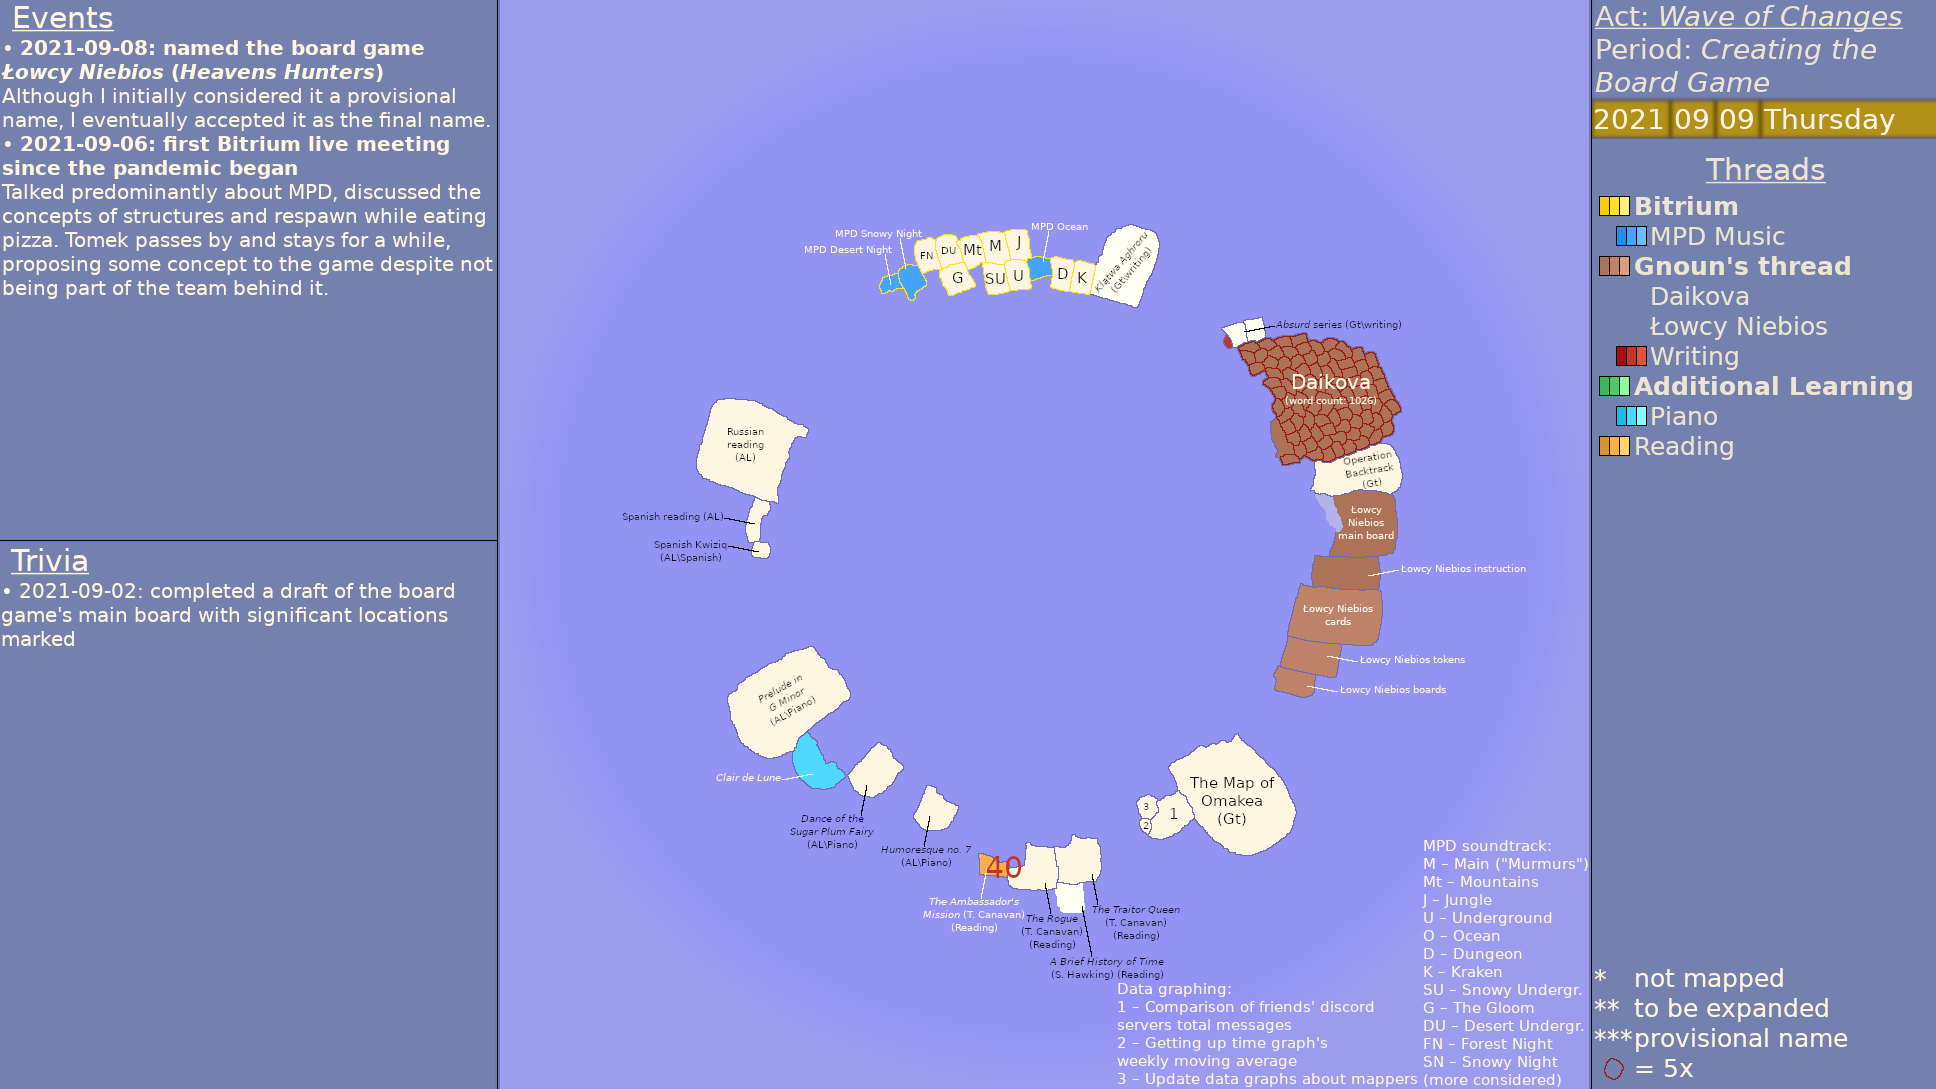 Events
• 2021-09-08: named the board game
Łowcy Niebios (Heavens Hunters)
Although I initially considered it a provisional
name, I eventually accepted it as the final name.
• 2021-09-06: first Bitrium live meeting
since the pandemic began
Talked predominantly about MPD, discussed the
concepts of structures and respawn while eating
pizza. Tomek passes by and stays for a while,
proposing some concept to the game despite not
being part of the team behind it.
Trivia
• 2021-09-02: completed a draft of the board
game's main board with significant locations
marked
MPD Snowy Night
MPD Desert Night
MPD Ocean
FN
DU
Mt
M
J
G
SU
U
D
K
Klątwa Aghroru
(Gt\writing)
Absurd series (Gt\writing)
Daikova
(word count: 1026)
Operation
Backtrack
(Gt)
Łowcy
Niebios
main board
Łowcy Niebios instruction
Łowcy Niebios
cards
Łowcy Niebios tokens
Łowcy Niebios boards
Russian
reading
(AL)
Spanish reading (AL)
Spanish Kwiziq
(AL\Spanish)
Prelude in
G Minor
(AL\Piano)
Clair de Lune
Dance of the
Sugar Plum Fairy
(AL\Piano)
Humoresque no. 7
(AL\Piano)
40
The Ambassador's
Mission (T. Canavan)
(Reading)
The Rogue
(T. Canavan)
(Reading)
The Traitor Queen
(T. Canavan)
(Reading)
A Brief History of Time
(S. Hawking) (Reading)
The Map of
Omakea
(Gt)
3
2
1
Data graphing:
1 – Comparison of friends' discord
servers total messages
2 – Getting up time graph's
weekly moving average
3 – Update data graphs about mappers
MPD soundtrack:
M – Main ("Murmurs")
Mt – Mountains
J – Jungle
U – Underground
O – Ocean
D – Dungeon
K – Kraken
SU – Snowy Undergr.
G – The Gloom
DU – Desert Undergr.
FN – Forest Night
SN – Snowy Night
(more considered)
Act: Wave of Changes
Period: Creating the
Board Game
2021 09 09 Thursday
Threads
Bitrium
MPD Music
Gnoun's thread
Daikova
Łowcy Niebios
Writing
Additional Learning
Piano
Reading
* not mapped
** to be expanded
*** provisional name
= 5x